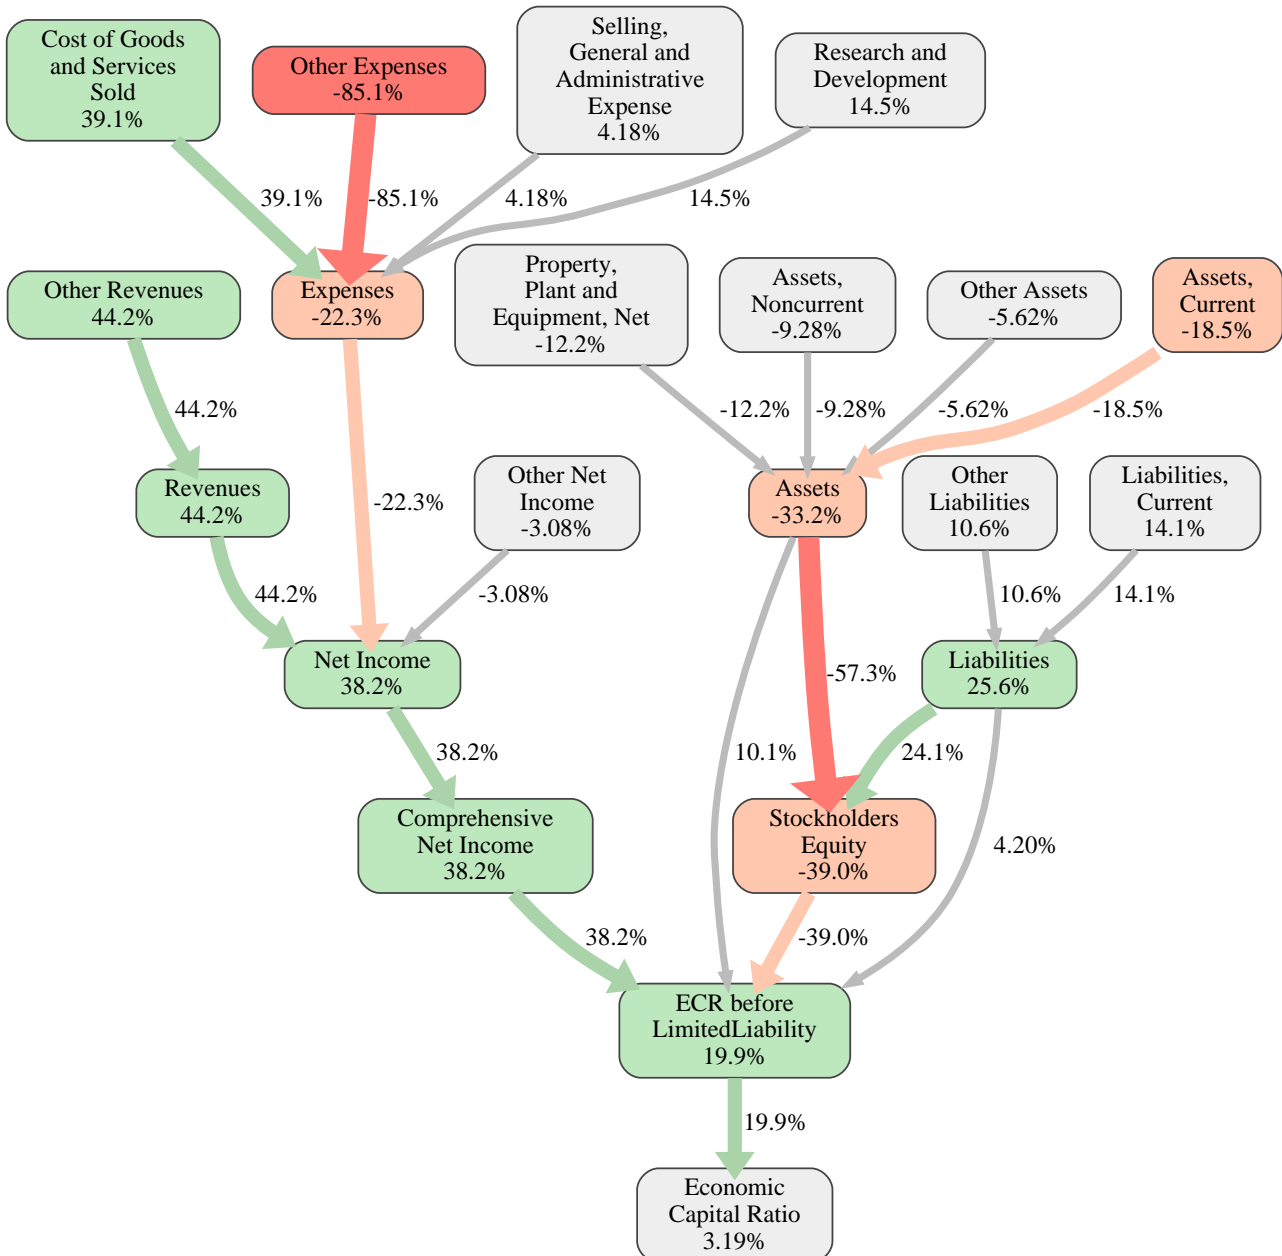 Cost of Goods
and Services
Sold
39.1%
Other Expenses
-85.1%
Selling,
General and
Administrative
Expense
4.18%
Research and
Development
14.5%
39.1%
-85.1%
4.18%
14.5%
Other Revenues
44.2%
Expenses
-22.3%
Property,
Plant and
Equipment, Net
-12.2%
Assets,
Noncurrent
-9.28%
Other Assets
-5.62%
Assets,
Current
-18.5%
44.2%
-12.2%
-9.28%
-5.62%
-18.5%
Revenues
44.2%
-22.3%
Other Net
Income
-3.08%
Assets
-33.2%
Other
Liabilities
10.6%
Liabilities,
Current
14.1%
44.2%
-3.08%
10.6%
14.1%
Net Income
38.2%
-57.3%
Liabilities
25.6%
38.2%
10.1%
24.1%
Comprehensive
Net Income
38.2%
Stockholders
Equity
-39.0%
4.20%
38.2%
-39.0%
ECR before
LimitedLiability
19.9%
19.9%
Economic
Capital Ratio
3.19%